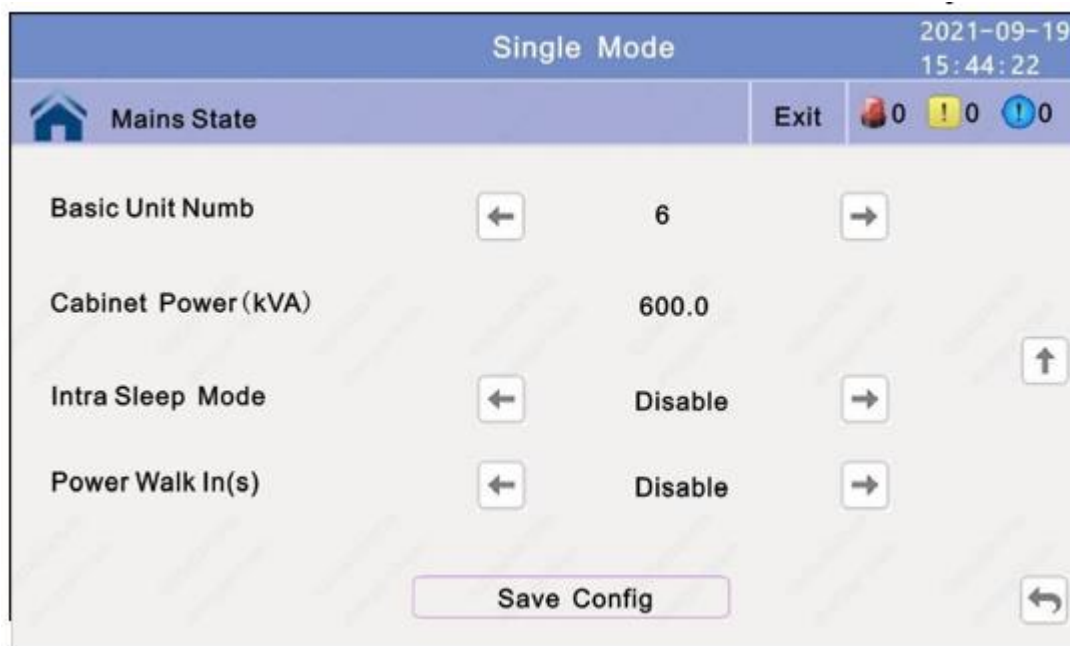 Single Mode
2021-09-19
15:44:22
Mains State
Exit
0
! 0
! 0
Basic Unit Numb
6
Cabinet Power(kVA)
600.0
Intra Sleep Mode
Disable
Power Walk In(s)
Disable
Save Config